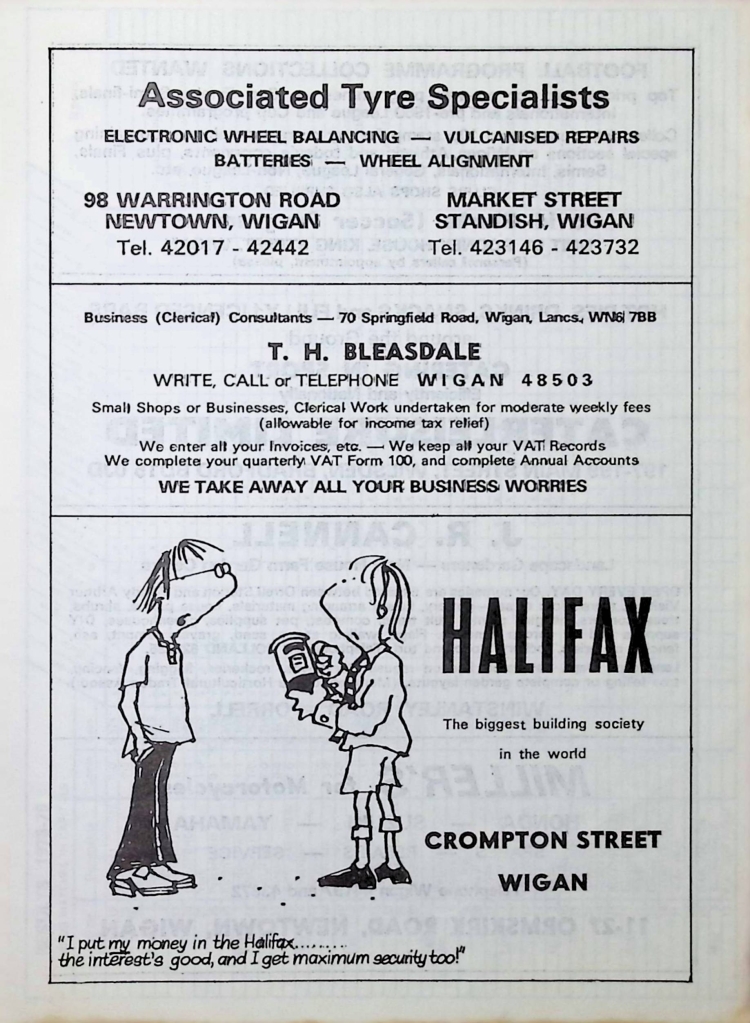 Associated Tyre Specialists
ELECTRONIC WHEEL BALANCING — VULCANISED REPAIRS
BATTERIES — WHEEL ALIGNMENT
98 WARRINGTON ROAD
NEWTOWN, WIGAN
Tel. 42017 - 42442
MARKET STREET
STANDISH, WIGAN
Tel. 423146 - 423732
Business (Clerical) Consultants — 70 Springfield Road, Wigan, Lancs., WN6 7BB
T. H. BLEASDALE
WRITE, CALL or TELEPHONE WIGAN 48503
Small Shops or Businesses, Clerical Work undertaken for moderate weekly fees
(allowable for income tax relief)
We enter all your Invoices, etc. — We keep all your VAT Records
We complete your quarterly VAT Form 100, and complete Annual Accounts
WE TAKE AWAY ALL YOUR BUSINESS WORRIES
HALIFAX
The biggest building society
in the world
CROMPTON STREET
WIGAN
"I put my money in the Halifax........
the interest's good, and I get maximum security too!"